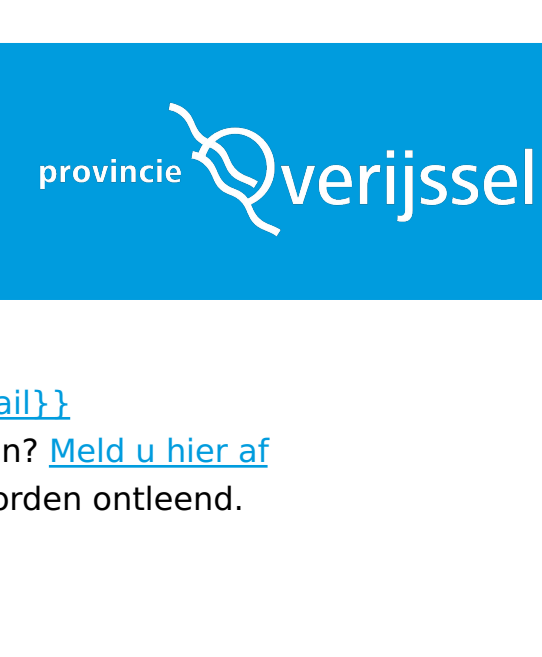 provincie Overijssel
ail}}
n? Meld u hier af
orden ontleend.